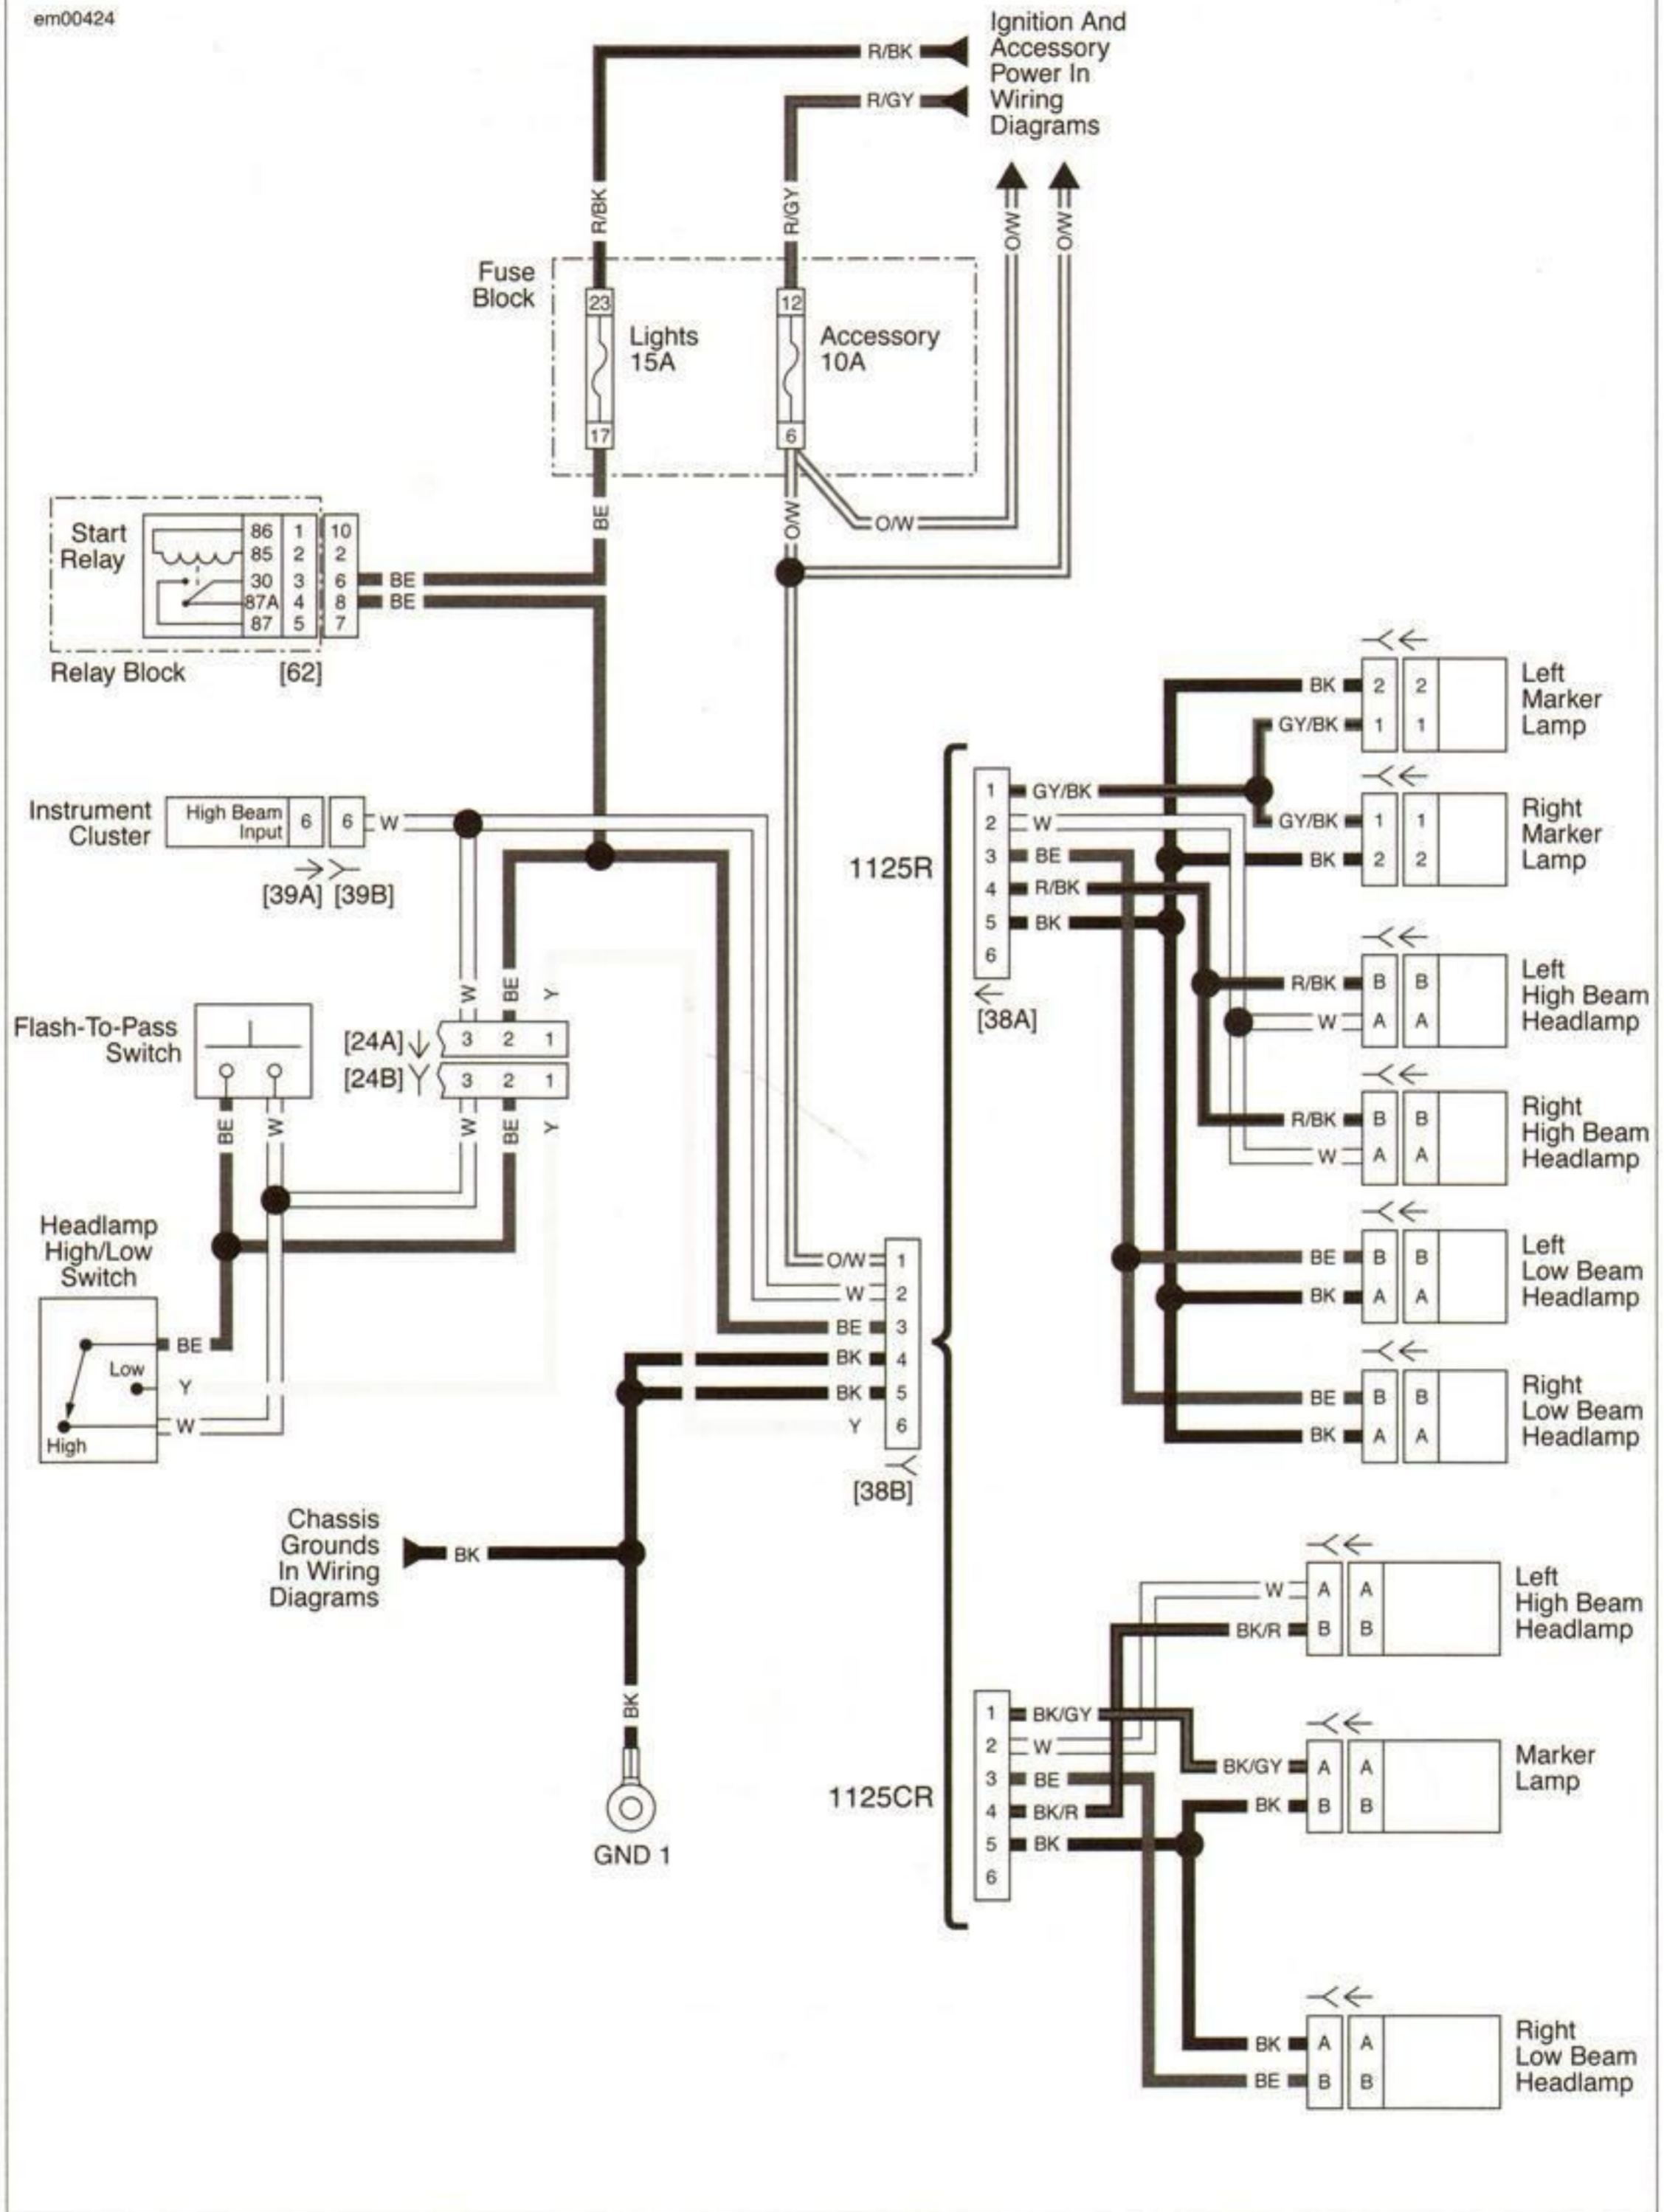 em00424
Ignition And
Accessory
Power In
Wiring
Diagrams
R/BK
R/GY
R/BK
R/GY
O/W
O/W
Fuse
Block
23
Lights
15A
17
12
Accessory
10A
6
BE
O/W
O/W
Start
Relay
86 1 10
85 2 2
30 3 6 BE
87A 4 8 BE
87 5 7
Relay Block [62]
Instrument
Cluster
High Beam
Input
6 6 W
[39A] [39B]
W BE Y
[24A] 3 2 1
[24B] 3 2 1
W BE Y
Flash-To-Pass
Switch
BE W
Headlamp
High/Low
Switch
BE
Low
Y
W
High
O/W 1
W 2
BE 3
BK 4
BK 5
Y 6
[38B]
Chassis
Grounds
In Wiring
Diagrams
BK
BK
GND 1
1125R
1 GY/BK
2 W
3 BE
4 R/BK
5 BK
6
[38A]
BK 2 2
GY/BK 1 1
Left
Marker
Lamp
GY/BK 1 1
BK 2 2
Right
Marker
Lamp
R/BK B B
W A A
Left
High Beam
Headlamp
R/BK B B
W A A
Right
High Beam
Headlamp
BE B B
BK A A
Left
Low Beam
Headlamp
BE B B
BK A A
Right
Low Beam
Headlamp
1125CR
1 BK/GY
2 W
3 BE
4 BK/R
5 BK
6
W A A
BK/R B B
Left
High Beam
Headlamp
BK/GY A A
BK B B
Marker
Lamp
BK A A
BE B B
Right
Low Beam
Headlamp